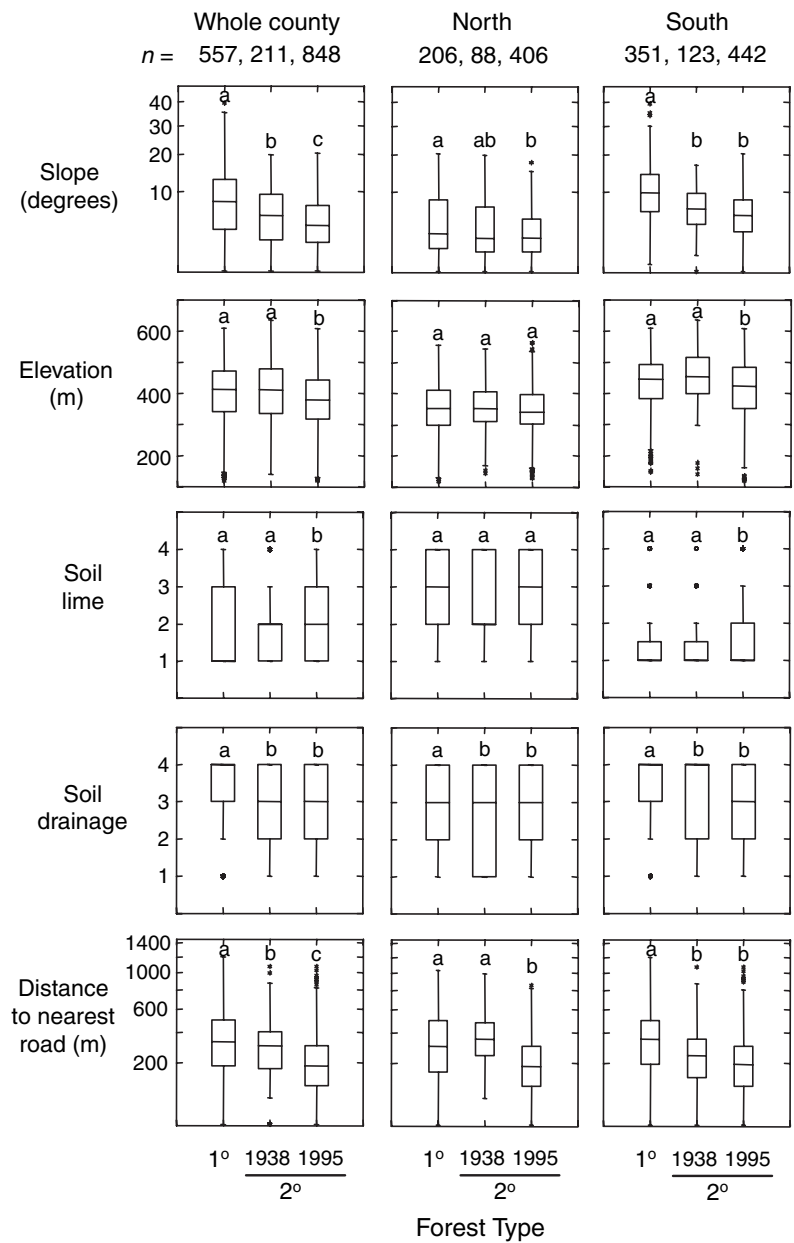 Whole county North South
n = 557, 211, 848 206, 88, 406 351, 123, 442
Slope
(degrees)
40
30
20
10
a b c
a ab b
a b b
Elevation
(m)
600
400
200
a a b
a a a
a a b
Soil
lime
4
3
2
1
a a b
a a a
a a b
Soil
drainage
4
3
2
1
a b b
a b b
a b b
Distance
to nearest
road (m)
1400
1000
600
200
a b c
a a b
a b b
1º 1938 1995 1º 1938 1995 1º 1938 1995
2º 2º 2º
Forest Type